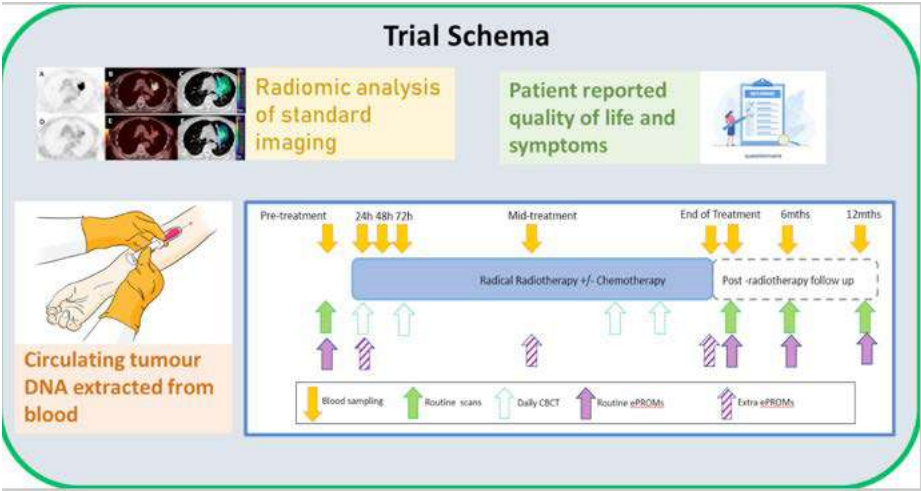 Trial Schema
A
B
C
D
E
Radiomic analysis
of standard
imaging
Patient reported
quality of life and
symptoms
Circulating tumour
DNA extracted from
blood
Pre-treatment 24h 48h 72h Mid-treatment End of Treatment 6mths 12mths
Radical Radiotherapy +/- Chemotherapy Post -radiotherapy follow up
Blood sampling Routine scans Daily CBCT Routine ePROMs Extra ePROMs